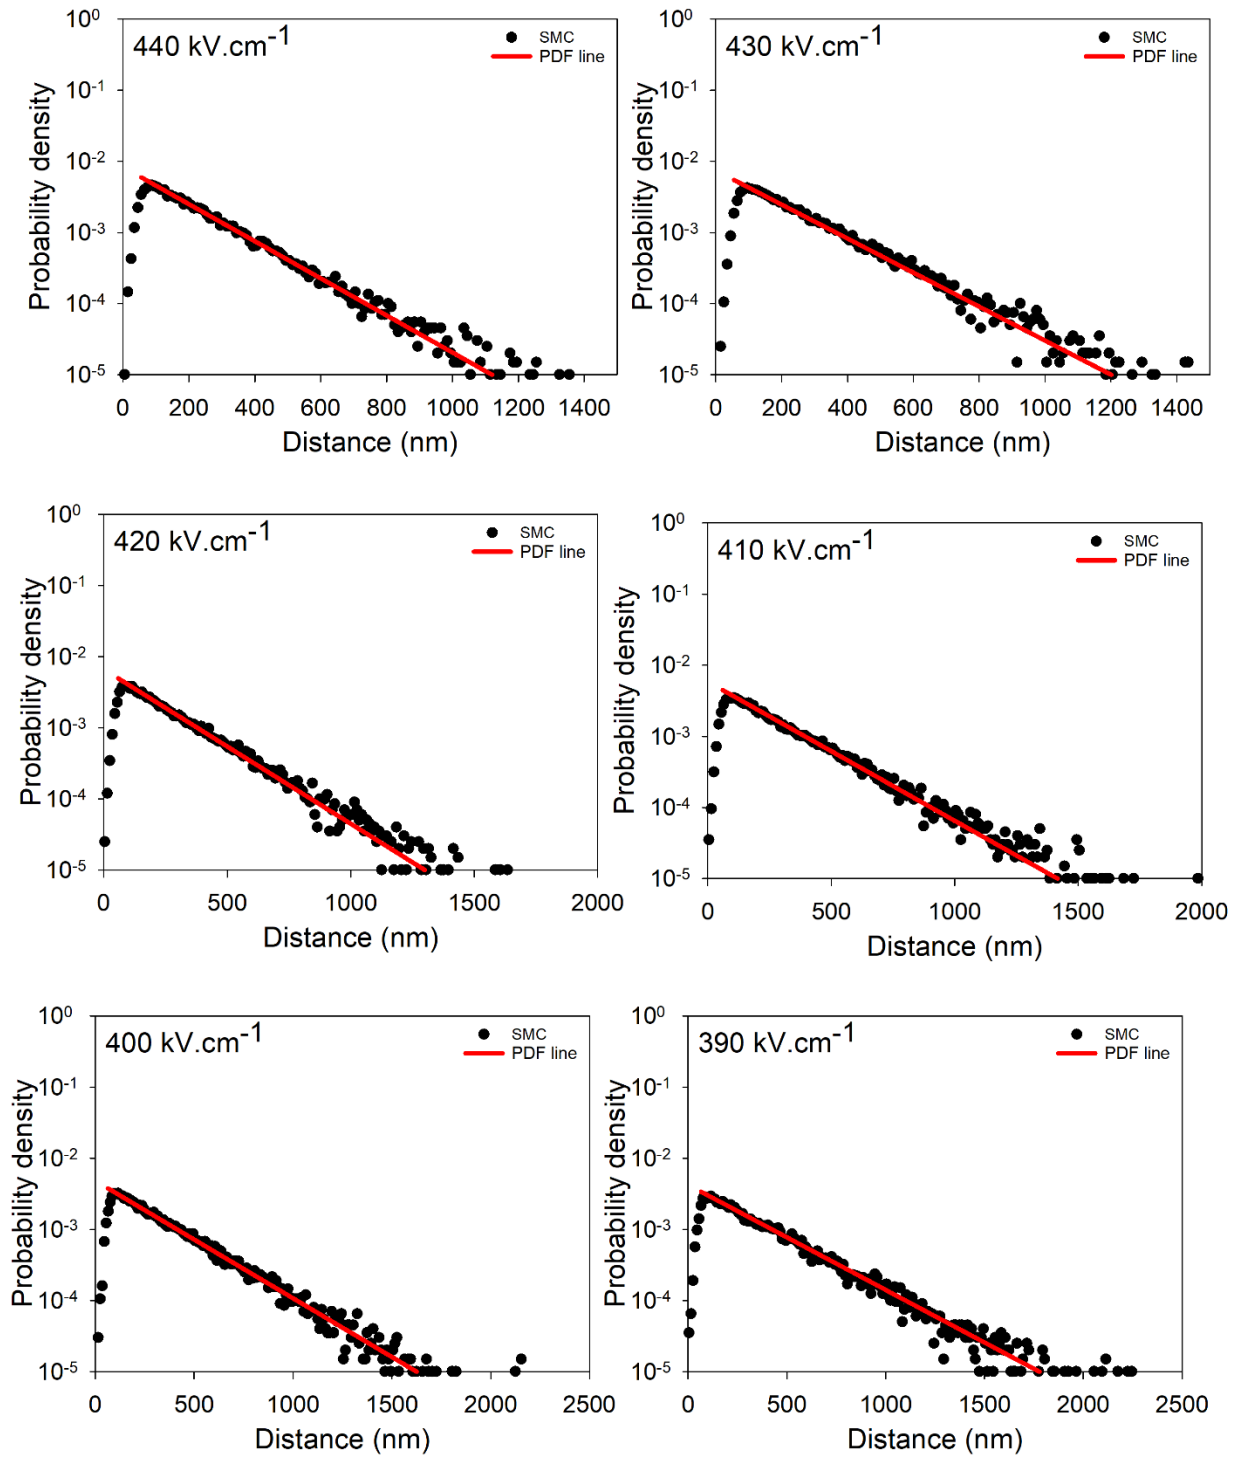 440 kV.cm⁻¹
SMC
PDF line
10⁰
10⁻¹
10⁻²
10⁻³
10⁻⁴
10⁻⁵
Probability density
0 200 400 600 800 1000 1200 1400
Distance (nm)
430 kV.cm⁻¹
SMC
PDF line
10⁰
10⁻¹
10⁻²
10⁻³
10⁻⁴
10⁻⁵
Probability density
0 200 400 600 800 1000 1200 1400
Distance (nm)
420 kV.cm⁻¹
SMC
PDF line
10⁰
10⁻¹
10⁻²
10⁻³
10⁻⁴
10⁻⁵
Probability density
0 500 1000 1500 2000
Distance (nm)
410 kV.cm⁻¹
SMC
PDF line
10⁰
10⁻¹
10⁻²
10⁻³
10⁻⁴
10⁻⁵
Probability density
0 500 1000 1500 2000
Distance (nm)
400 kV.cm⁻¹
SMC
PDF line
10⁰
10⁻¹
10⁻²
10⁻³
10⁻⁴
10⁻⁵
Probability density
0 500 1000 1500 2000 2500
Distance (nm)
390 kV.cm⁻¹
SMC
PDF line
10⁰
10⁻¹
10⁻²
10⁻³
10⁻⁴
10⁻⁵
Probability density
0 500 1000 1500 2000 2500
Distance (nm)